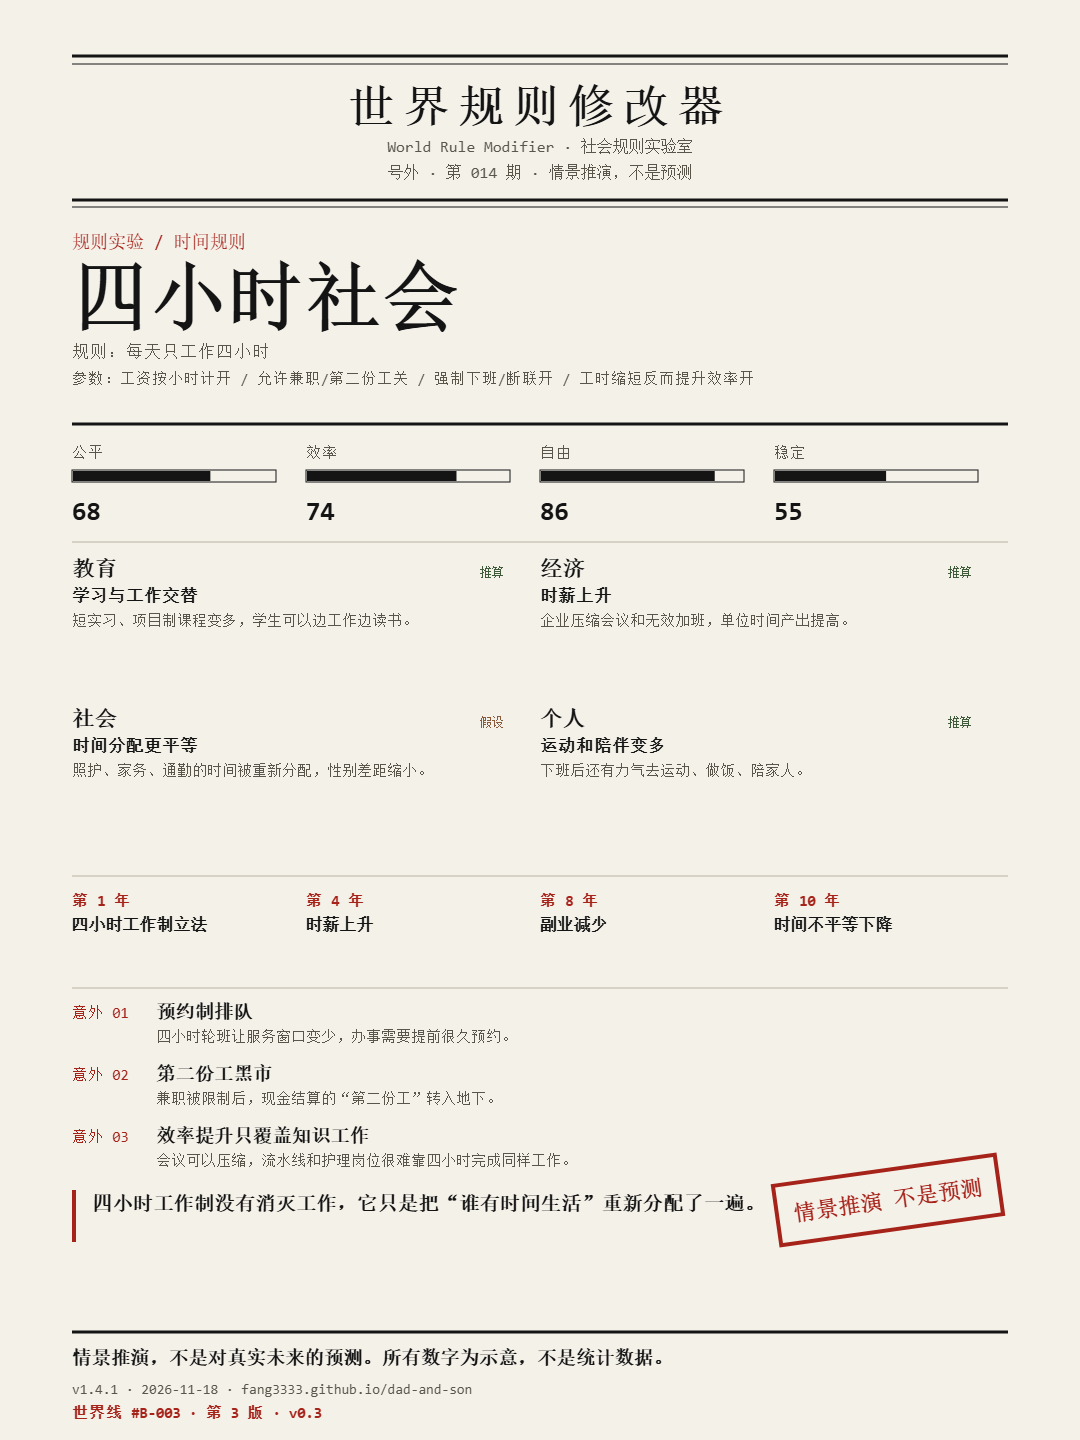 世界规则修改器
World Rule Modifier · 社会规则实验室
号外 · 第 014 期 · 情景推演，不是预测
规则实验 / 时间规则
四小时社会
规则：每天只工作四小时
参数：工资按小时计开 / 允许兼职/第二份工关 / 强制下班/断联开 / 工时缩短反而提升效率开
公平 效率 自由 稳定
68 74 86 55
教育 推算
学习与工作交替
短实习、项目制课程变多，学生可以边工作边读书。
经济 推算
时薪上升
企业压缩会议和无效加班，单位时间产出提高。
社会 假设
时间分配更平等
照护、家务、通勤的时间被重新分配，性别差距缩小。
个人 推算
运动和陪伴变多
下班后还有力气去运动、做饭、陪家人。
第 1 年 第 4 年 第 8 年 第 10 年
四小时工作制立法 时薪上升 副业减少 时间不平等下降
意外 01 预约制排队
四小时轮班让服务窗口变少，办事需要提前很久预约。
意外 02 第二份工黑市
兼职被限制后，现金结算的“第二份工”转入地下。
意外 03 效率提升只覆盖知识工作
会议可以压缩，流水线和护理岗位很难靠四小时完成同样工作。
四小时工作制没有消灭工作，它只是把“谁有时间生活”重新分配了一遍。
情景推演 不是预测
情景推演，不是对真实未来的预测。所有数字为示意，不是统计数据。
v1.4.1 · 2026-11-18 · fang3333.github.io/dad-and-son
世界线 #B-003 · 第 3 版 · v0.3